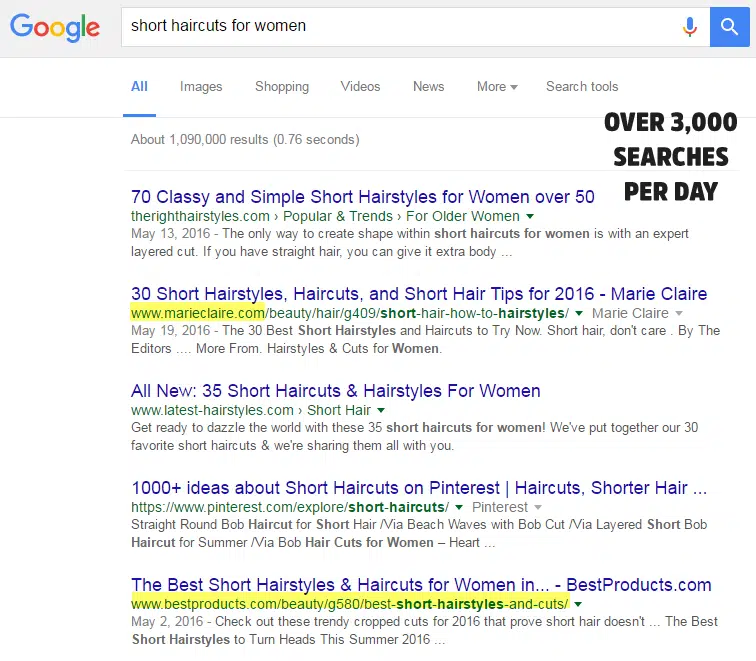 Google
short haircuts for women
All Images Shopping Videos News More Search tools
OVER 3,000
SEARCHES
PER DAY
About 1,090,000 results (0.76 seconds)
70 Classy and Simple Short Hairstyles for Women over 50
therighthairstyles.com › Popular & Trends › For Older Women
May 13, 2016 - The only way to create shape within short haircuts for women is with an expert
layered cut. If you have straight hair, you can give it extra body ...
30 Short Hairstyles, Haircuts, and Short Hair Tips for 2016 - Marie Claire
www.marieclaire.com/beauty/hair/g409/short-hair-how-to-hairstyles/ Marie Claire
May 19, 2016 - The 30 Best Short Hairstyles and Haircuts to Try Now. Short hair, don't care . By The
Editors .... More From. Hairstyles & Cuts for Women.
All New: 35 Short Haircuts & Hairstyles For Women
www.latest-hairstyles.com › Short Hair
Get ready to dazzle the world with these 35 short haircuts for women! We've put together our 30
favorite short haircuts & we're sharing them all with you.
1000+ ideas about Short Haircuts on Pinterest | Haircuts, Shorter Hair ...
https://www.pinterest.com/explore/short-haircuts/ Pinterest
Straight Round Bob Haircut for Short Hair /Via Beach Waves with Bob Cut /Via Layered Short Bob
Haircut for Summer /Via Bob Hair Cuts for Women – Heart ...
The Best Short Hairstyles & Haircuts for Women in... - BestProducts.com
www.bestproducts.com/beauty/g580/best-short-hairstyles-and-cuts/
May 2, 2016 - Check out these trendy cropped cuts for 2016 that prove short hair doesn't ... The Best
Short Hairstyles to Turn Heads This Summer 2016 ...